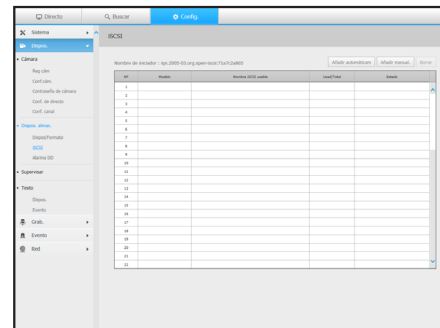 Directo
Buscar
Config.
Sistema
Dispos.
Cámara
Reg cám
Conf.cám.
Contraseña de cámara
Conf. de directo
Conf. canal
Dispos. almac.
Dispos/Formato
iSCSI
Alarma DD
Supervisar
Texto
Dispos.
Evento
Grab.
Evento
Red
iSCSI
Añadir automáticam
Añadir manual.
Borrar
Nº
Modelo
Nombre iSCSI usable
Used/Total
Estado
1
2
3
4
5
6
7
8
9
10
11
12
13
14
15
16
17
18
19
20
21
22